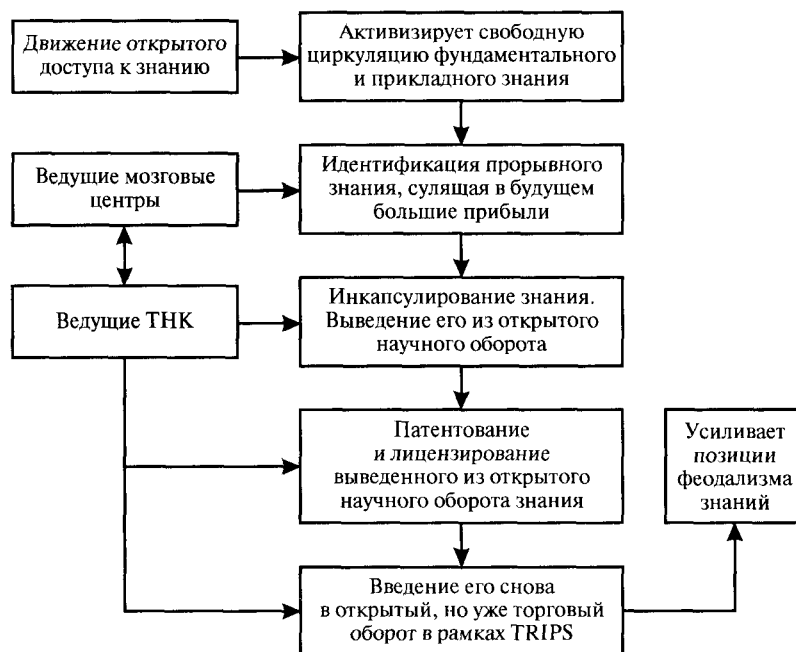 Движение открытого
доступа к знанию
Активизирует свободную
циркуляцию фундаментального
и прикладного знания
Ведущие мозговые
центры
Идентификация прорывного
знания, сулящая в будущем
большие прибыли
Ведущие ТНК
Инкапсулирование знания.
Выведение его из открытого
научного оборота
Патентование
и лицензирование
выведенного из открытого
научного оборота знания
Усиливает
позиции
феодализма
знаний
Введение его снова
в открытый, но уже торговый
оборот в рамках TRIPS